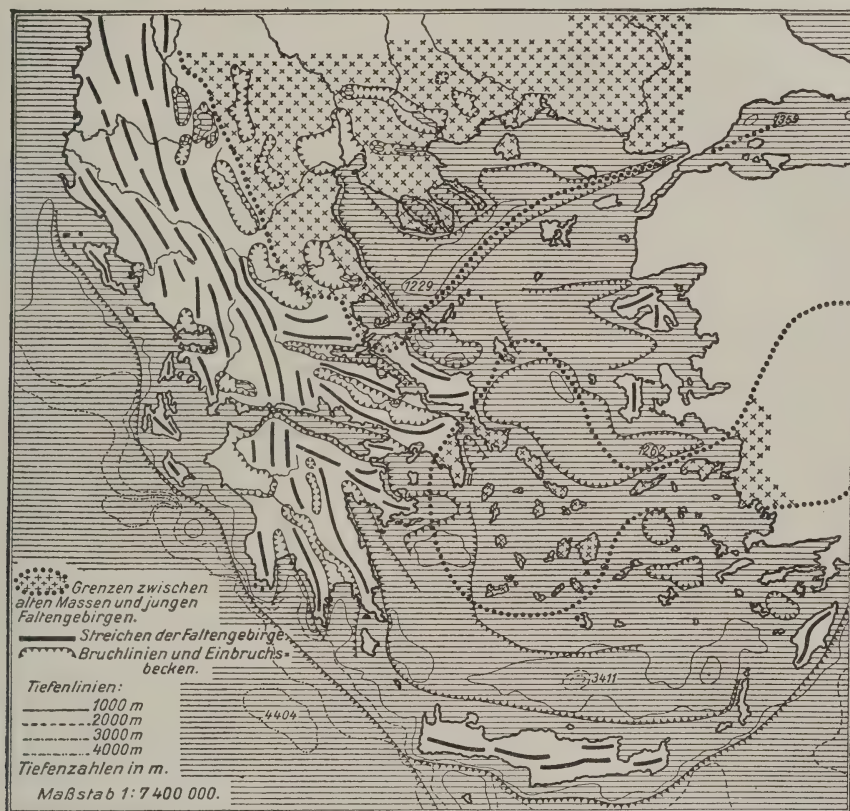 1369
1229
1262
3411
4404
Grenzen zwischen
alten Massen und jungen
Faltengebirgen.
Streichen der Faltengebirge
Bruchlinien und Einbruchs-
becken.
Tiefenlinien:
1000 m
2000 m
3000 m
4000 m
Tiefenzahlen in m.
Maßstab 1:7 400 000.